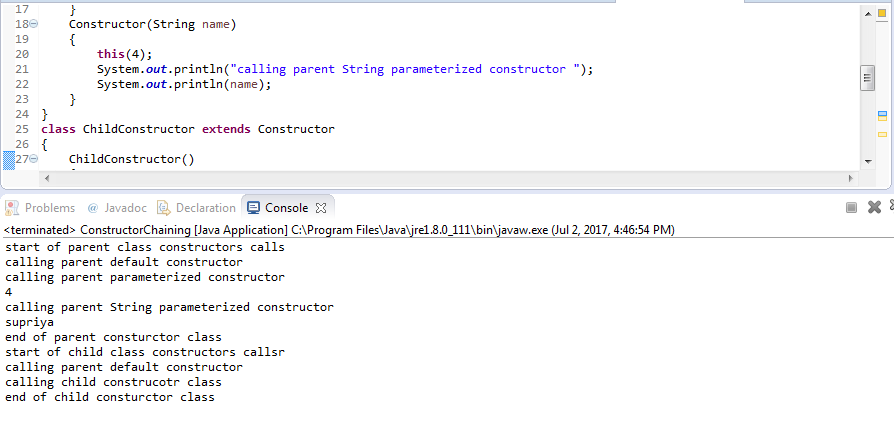 17 }
18 Constructor(String name)
19 {
20 this(4);
21 System.out.println("calling parent String parameterized constructor ");
22 System.out.println(name);
23 }
24 }
25 class ChildConstructor extends Constructor
26 {
27 ChildConstructor()
Problems @ Javadoc Declaration Console
<terminated> ConstructorChaining [Java Application] C:\Program Files\Java\jre1.8.0_111\bin\javaw.exe (Jul 2, 2017, 4:46:54 PM)
start of parent class constructors calls
calling parent default constructor
calling parent parameterized constructor
4
calling parent String parameterized constructor
supriya
end of parent consturctor class
start of child class constructors callsr
calling parent default constructor
calling child construcotr class
end of child consturctor class